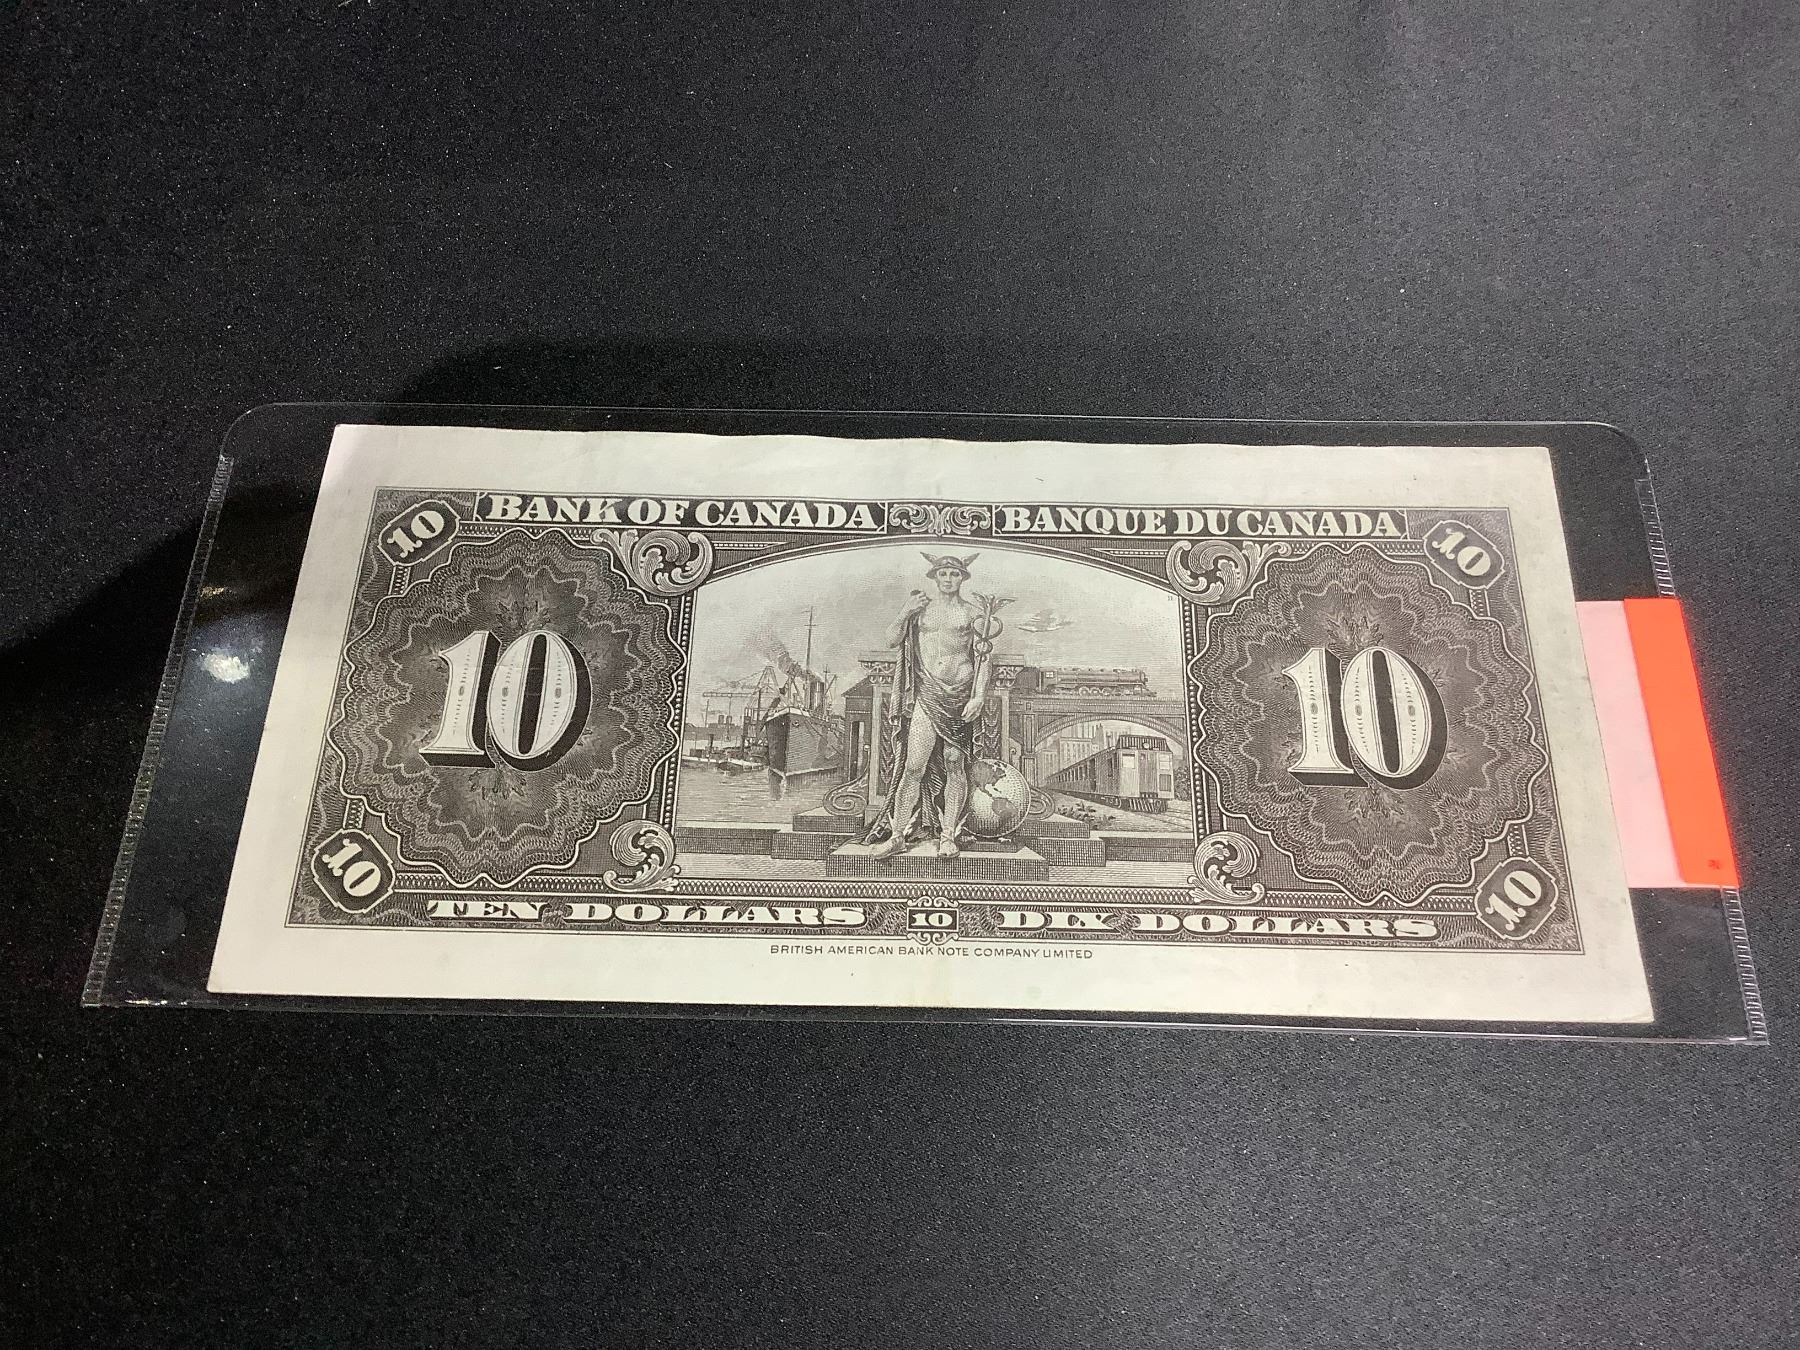 10 BANK OF CANADA BANQUE DU CANADA 10
10 10
10 TEN DOLLARS 10 DIX DOLLARS 10
BRITISH AMERICAN BANK NOTE COMPANY LIMITED